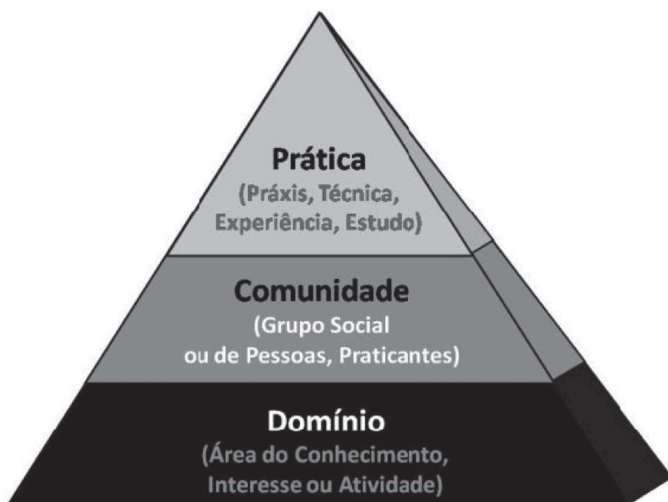 Prática
(Práxis, Técnica,
Experiência, Estudo)
Comunidade
(Grupo Social
ou de Pessoas, Praticantes)
Domínio
(Área do Conhecimento,
Interesse ou Atividade)